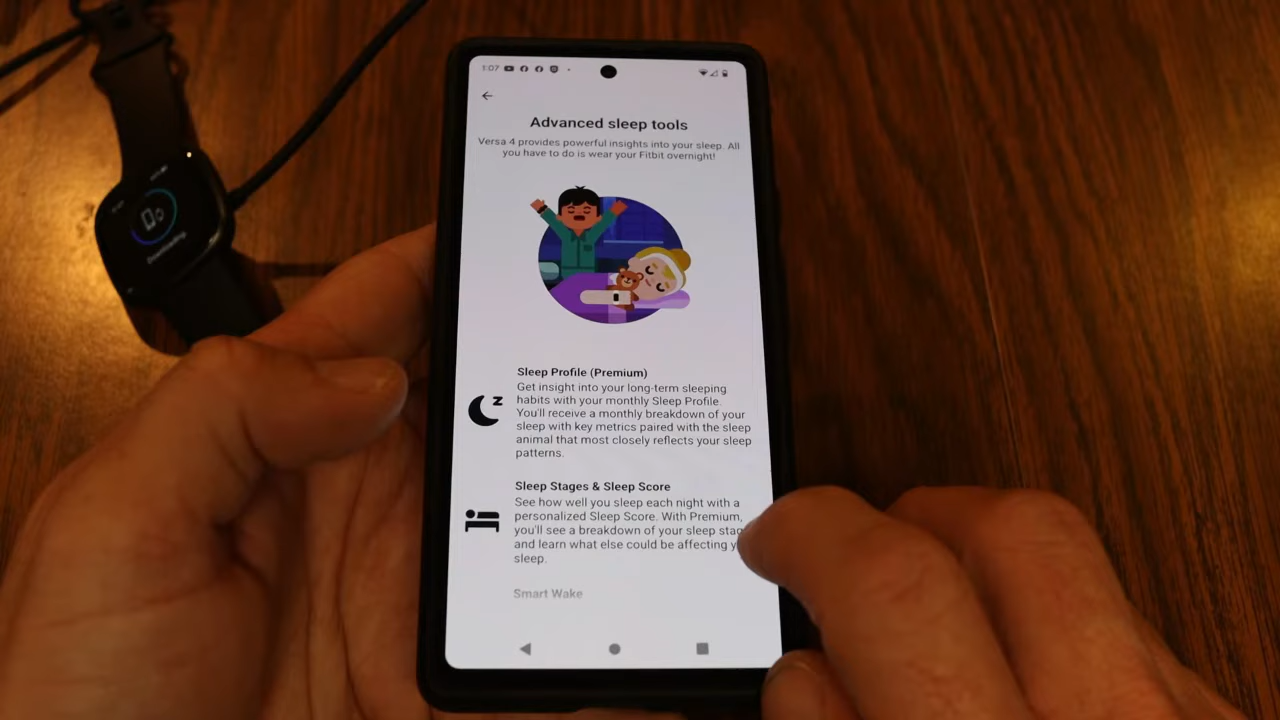 1:07
Advanced sleep tools
Versa 4 provides powerful insights into your sleep. All
you have to do is wear your Fitbit overnight!
Sleep Profile (Premium)
Get insight into your long-term sleeping
habits with your monthly Sleep Profile.
You'll receive a monthly breakdown of your
sleep with key metrics paired with the sleep
animal that most closely reflects your sleep
patterns.
Sleep Stages & Sleep Score
See how well you sleep each night with a
personalized Sleep Score. With Premium,
you'll see a breakdown of your sleep
and learn what else could be affecting
sleep.
Smart Wake
Downloading